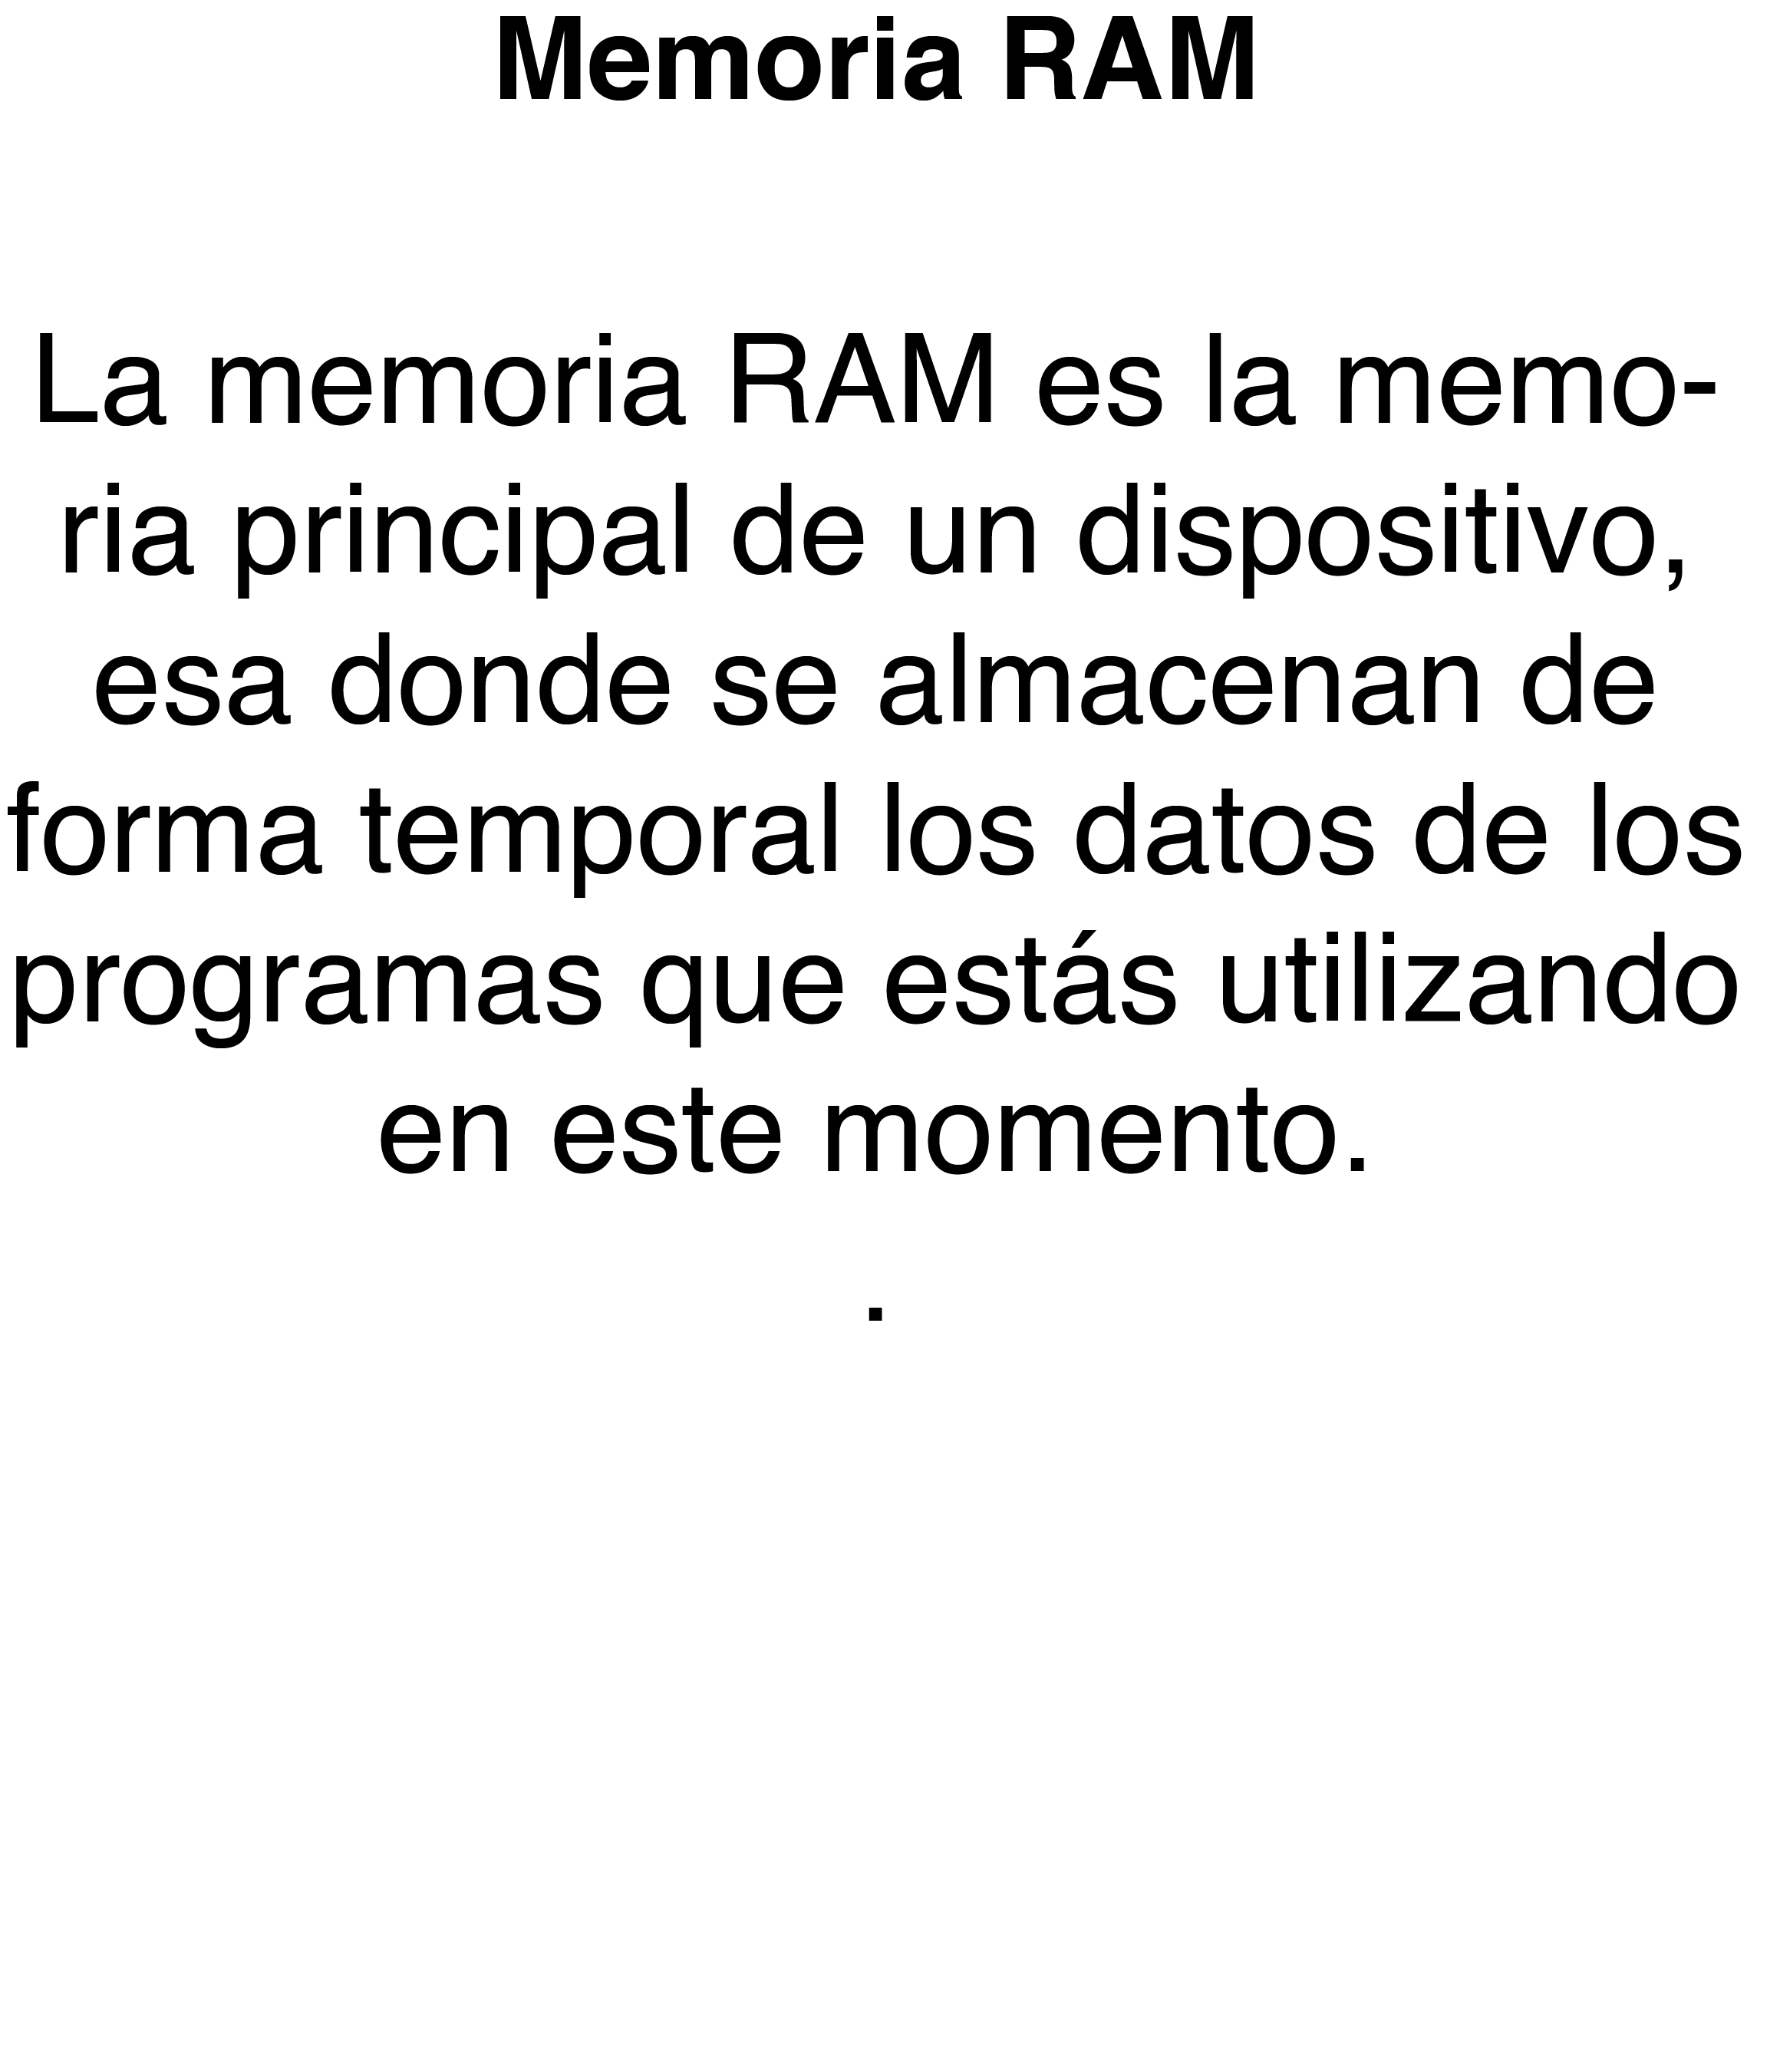 Memoria RAM
La memoria RAM es la memo-
ria principal de un dispositivo,
esa donde se almacenan de
forma temporal los datos de los
programas que estás utilizando
en este momento.
.